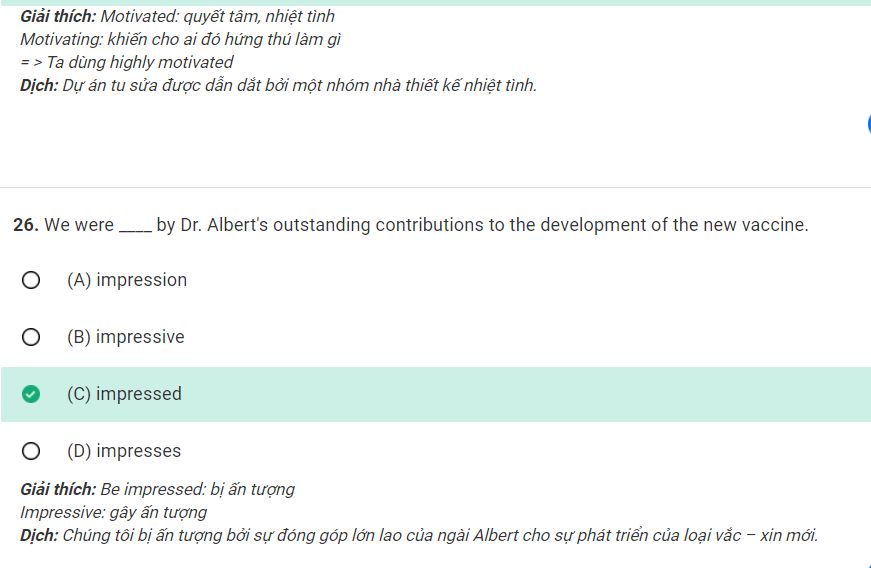 Giải thích: Motivated: quyết tâm, nhiệt tình
Motivating: khiến cho ai đó hứng thú làm gì
= > Ta dùng highly motivated
Dịch: Dự án tu sửa được dẫn dắt bởi một nhóm nhà thiết kế nhiệt tình.
26. We were ____ by Dr. Albert's outstanding contributions to the development of the new vaccine.
(A) impression
(B) impressive
(C) impressed
(D) impresses
Giải thích: Be impressed: bị ấn tượng
Impressive: gây ấn tượng
Dịch: Chúng tôi bị ấn tượng bởi sự đóng góp lớn lao của ngài Albert cho sự phát triển của loại vắc – xin mới.